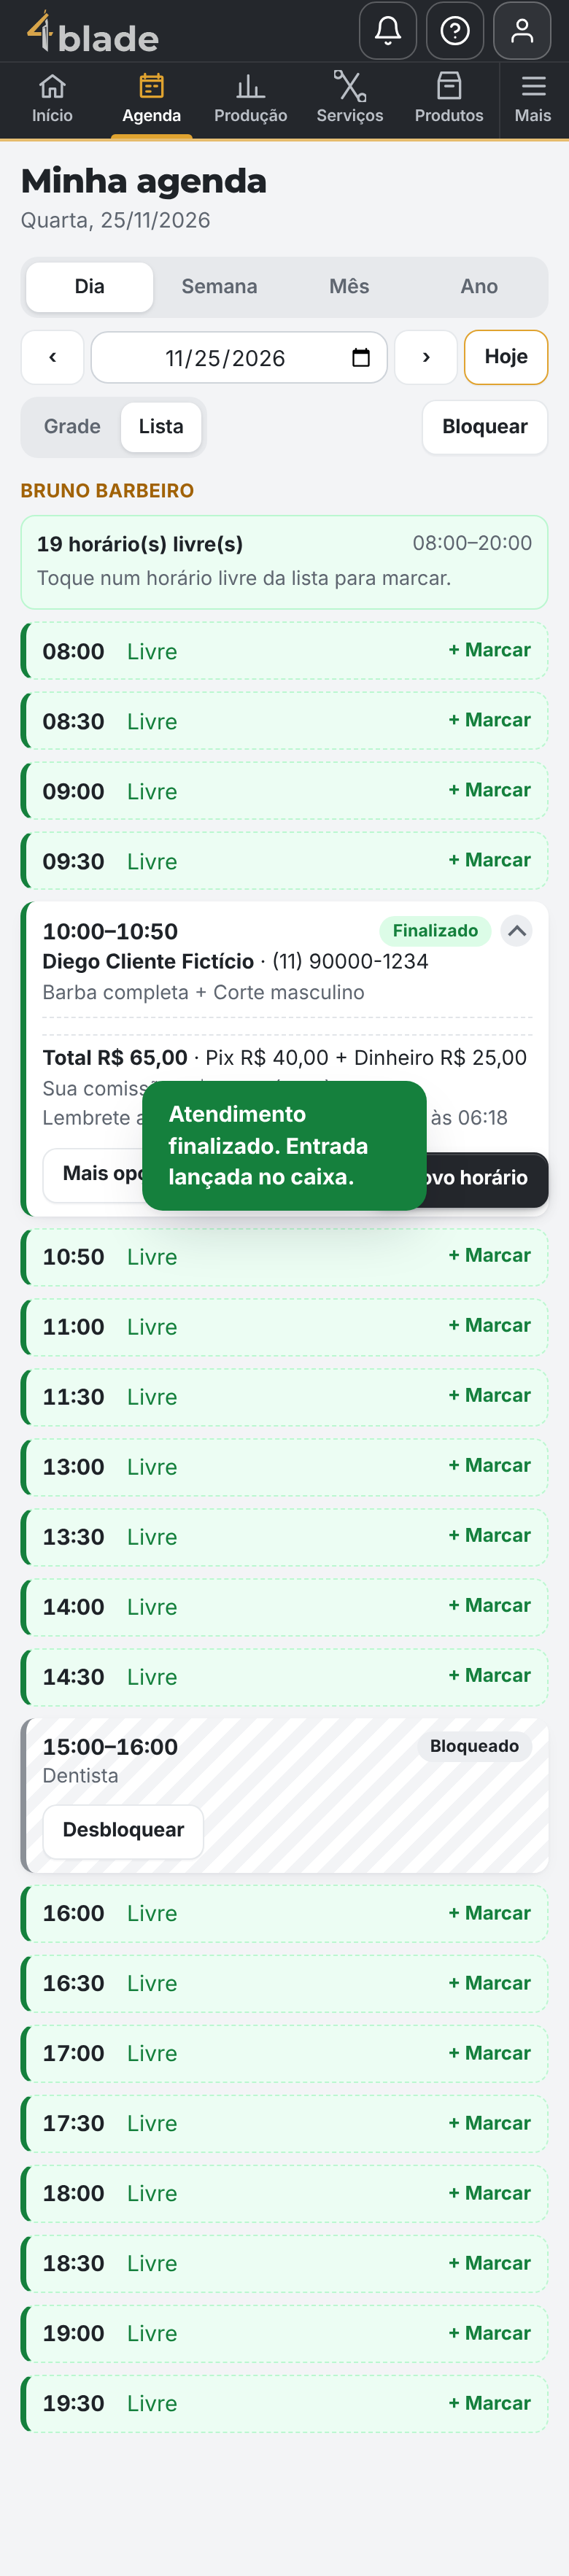 4blade
Início Agenda Produção Serviços Produtos Mais
Minha agenda
Quarta, 25/11/2026
Dia Semana Mês Ano
‹ 11/25/2026 › Hoje
Grade Lista Bloquear
BRUNO BARBEIRO
19 horário(s) livre(s) 08:00–20:00
Toque num horário livre da lista para marcar.
08:00 Livre + Marcar
08:30 Livre + Marcar
09:00 Livre + Marcar
09:30 Livre + Marcar
10:00–10:50 Finalizado
Diego Cliente Fictício · (11) 90000-1234
Barba completa + Corte masculino
Total R$ 65,00 · Pix R$ 40,00 + Dinheiro R$ 25,00
Sua
Lembrete às 06:18
Atendimento
finalizado. Entrada
lançada no caixa.
Mais horário
10:50 Livre + Marcar
11:00 Livre + Marcar
11:30 Livre + Marcar
13:00 Livre + Marcar
13:30 Livre + Marcar
14:00 Livre + Marcar
14:30 Livre + Marcar
15:00–16:00 Bloqueado
Dentista
Desbloquear
16:00 Livre + Marcar
16:30 Livre + Marcar
17:00 Livre + Marcar
17:30 Livre + Marcar
18:00 Livre + Marcar
18:30 Livre + Marcar
19:00 Livre + Marcar
19:30 Livre + Marcar